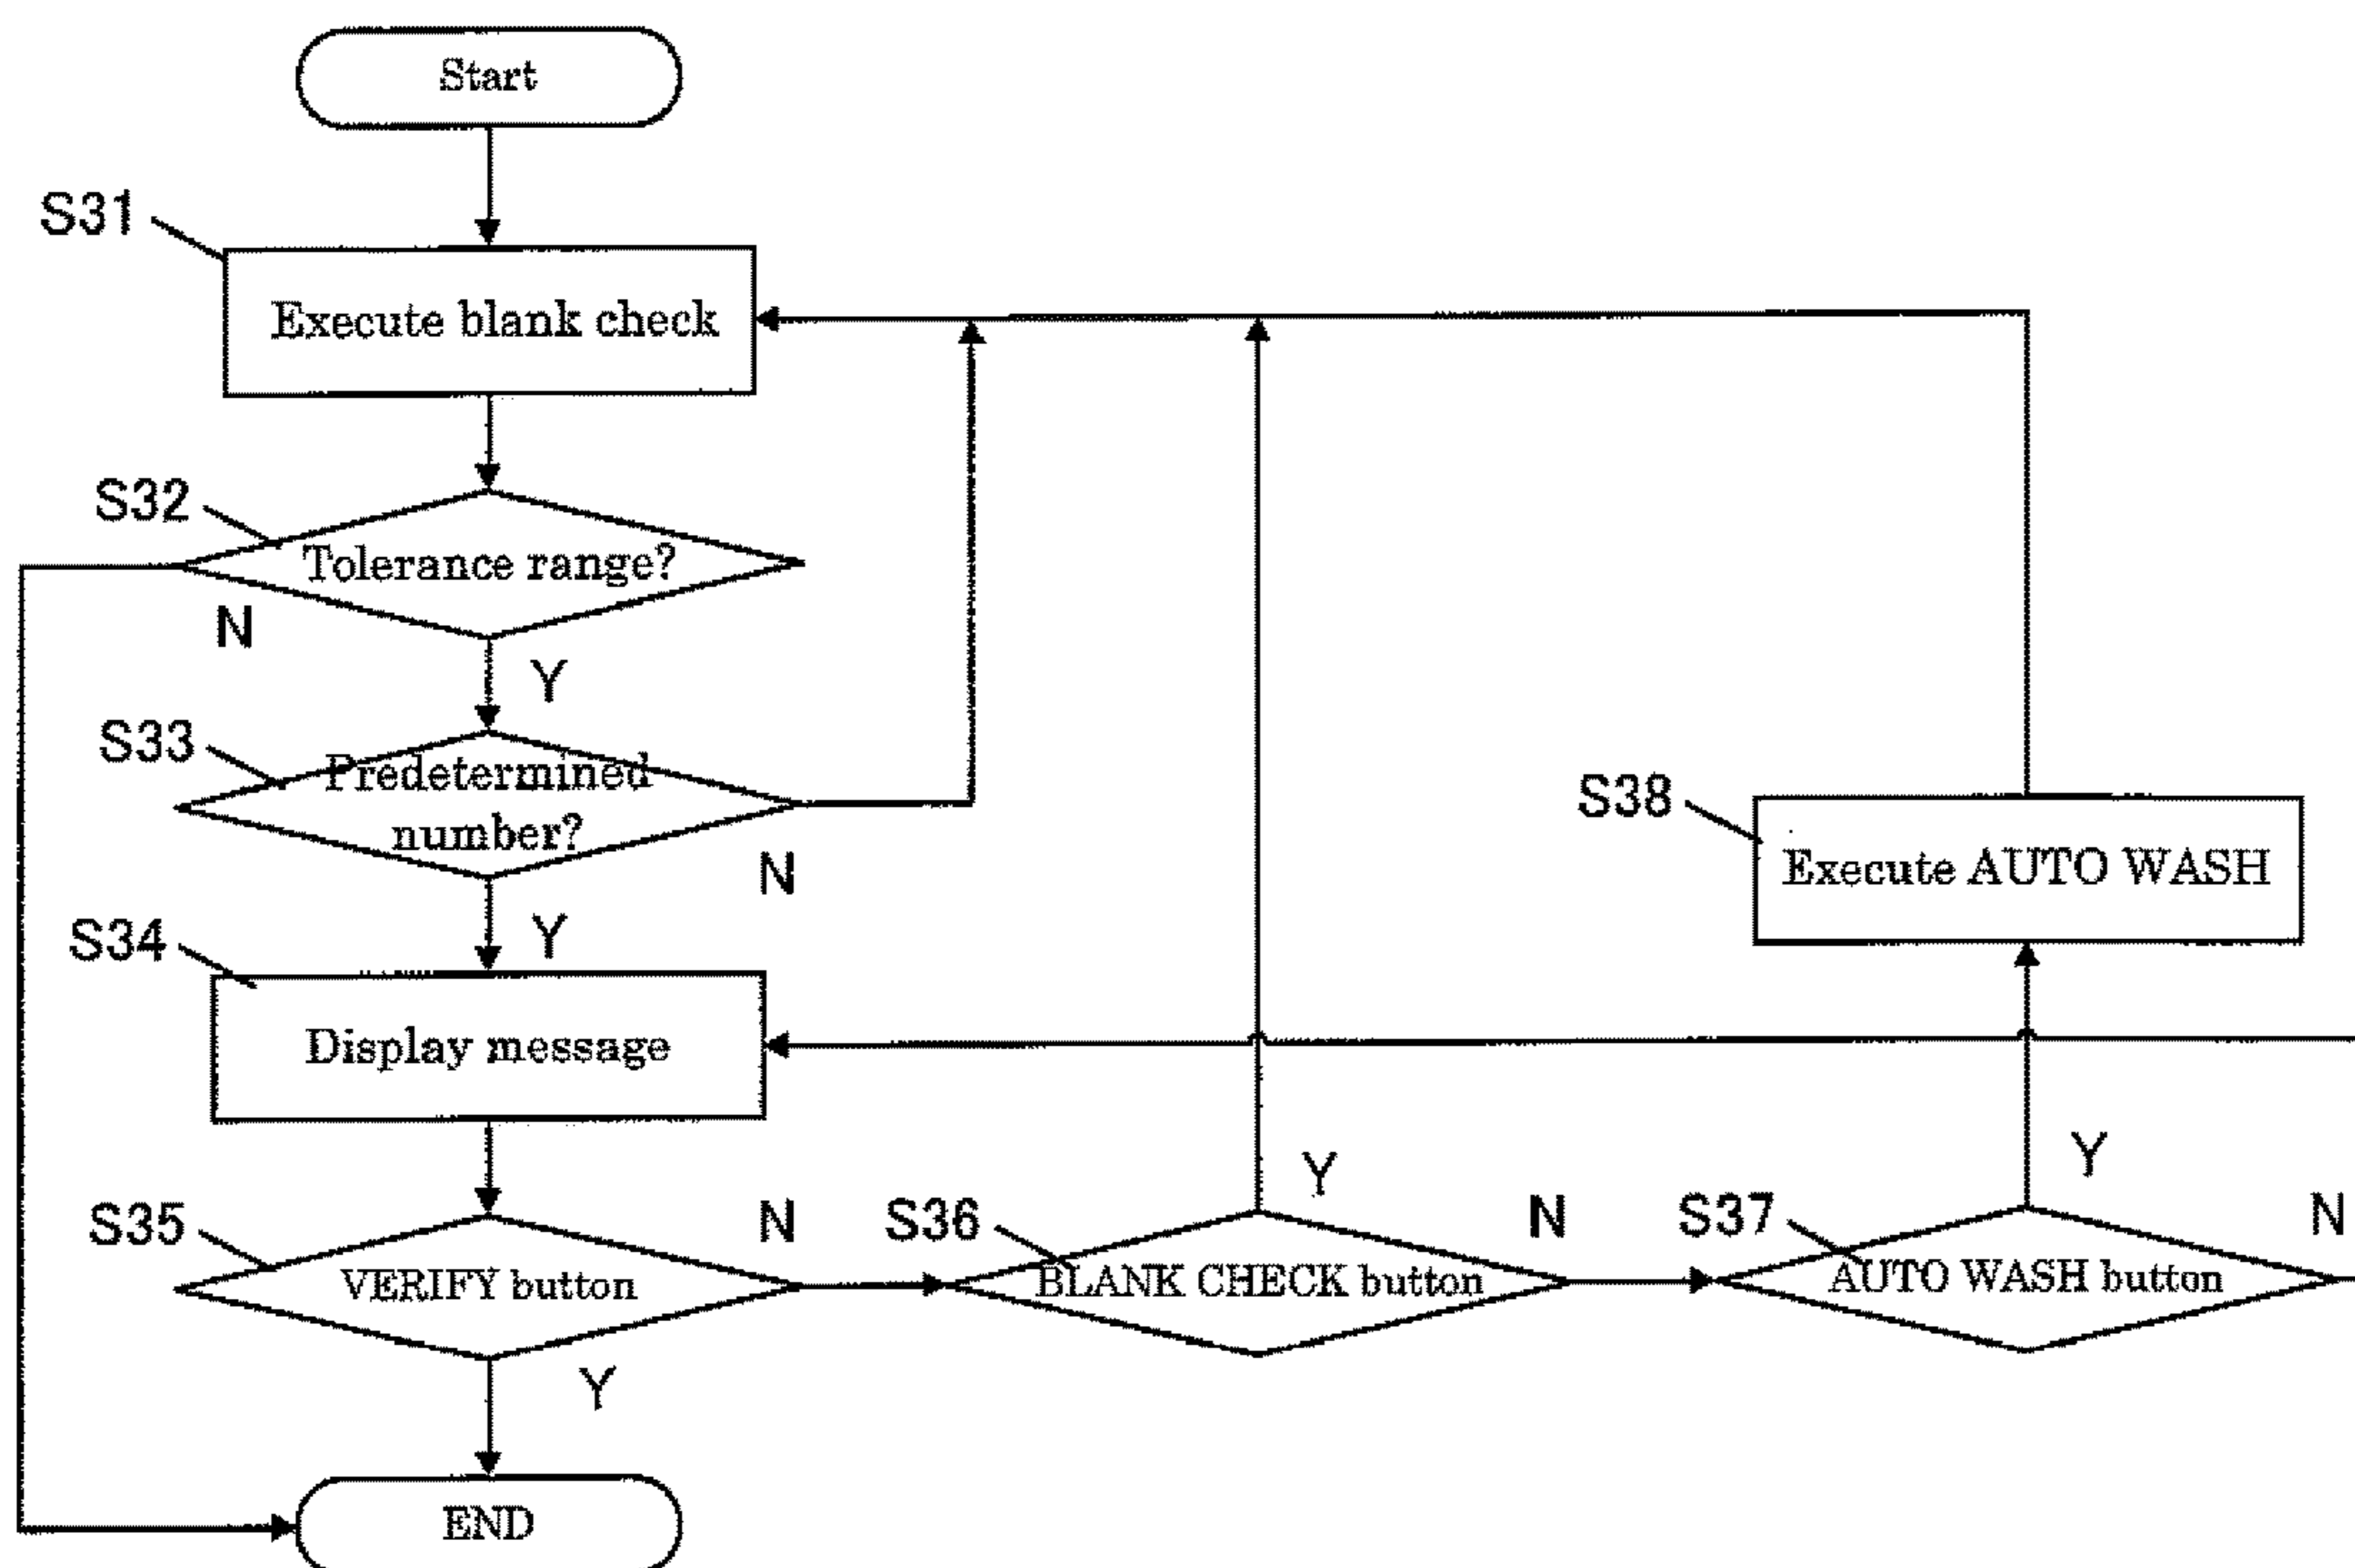 Start
S31
Execute blank check
S32
Tolerance range?
N
Y
S33
Predetermined
number?
N
Y
S34
Display message
S38
Execute AUTO WASH
S35
VERIFY button
N
Y
S36
BLANK CHECK button
Y
N
S37
AUTO WASH button
Y
N
END